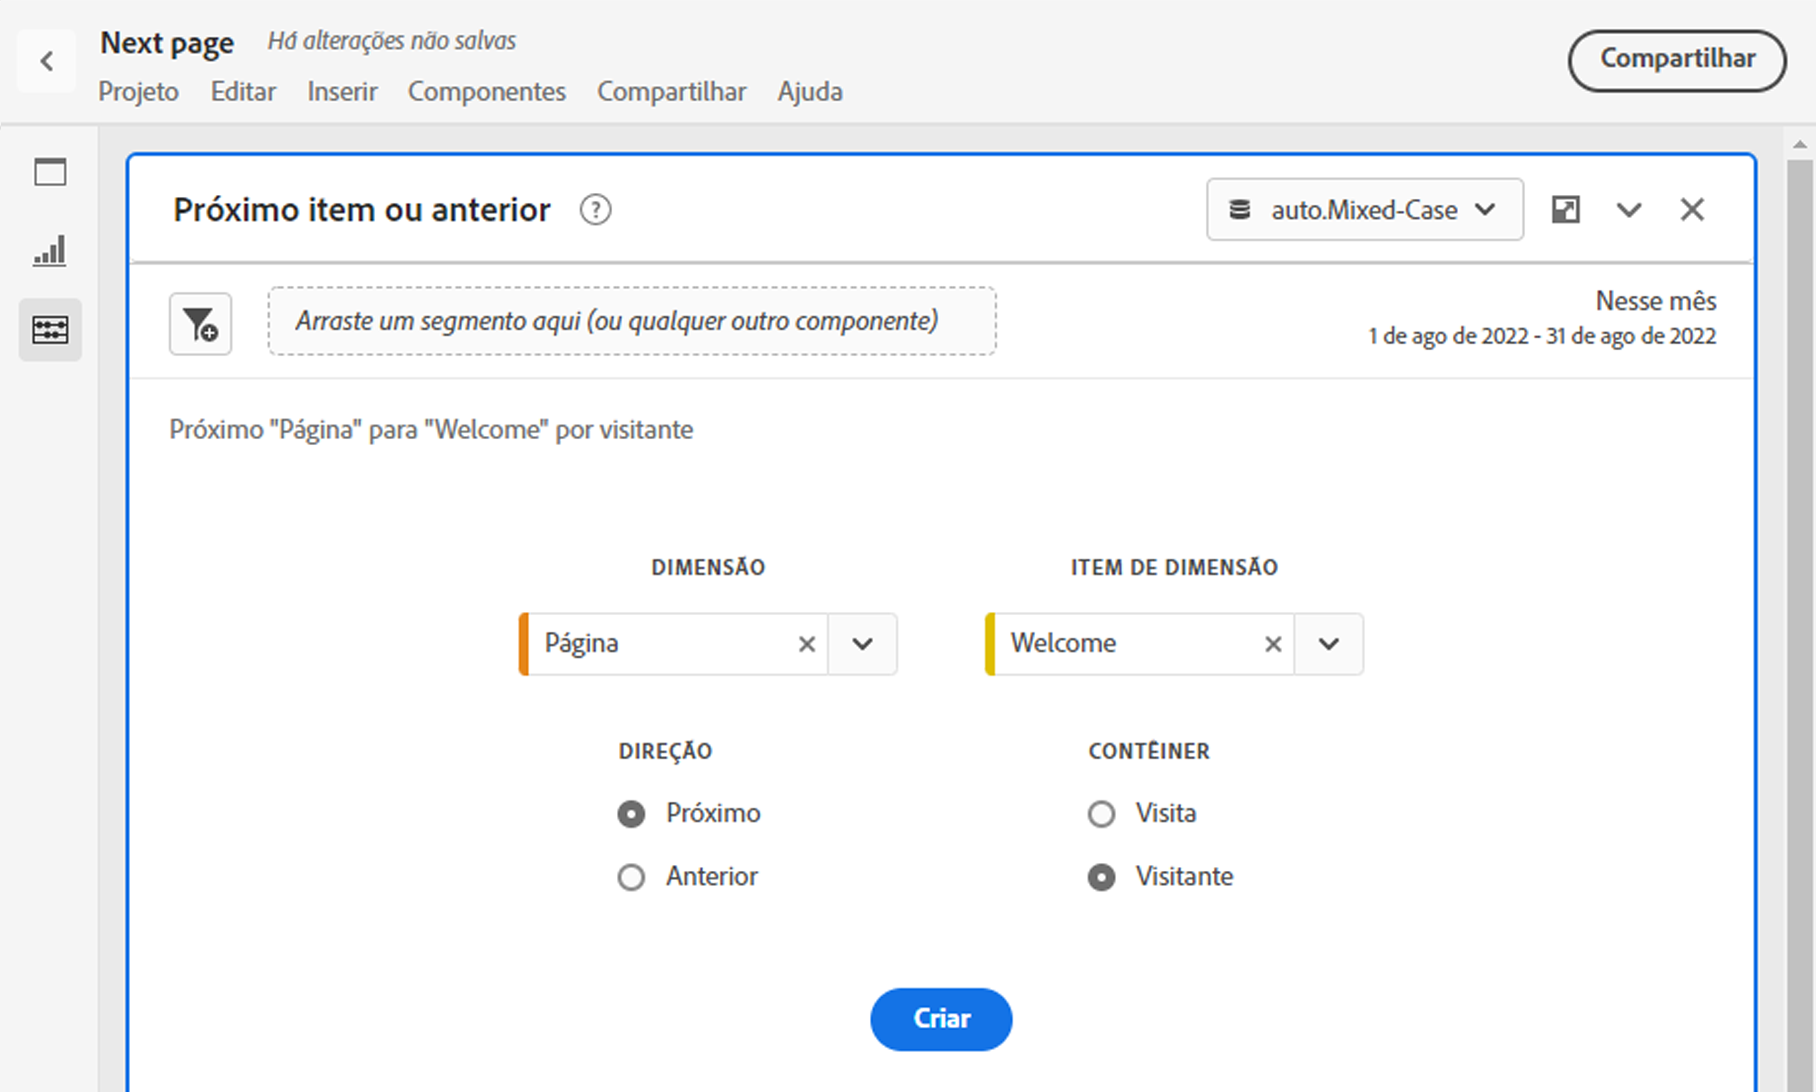 Next page Há alterações não salvas
Compartilhar
Projeto Editar Inserir Componentes Compartilhar Ajuda
Próximo item ou anterior ?
auto.Mixed-Case
Arraste um segmento aqui (ou qualquer outro componente)
Nesse mês
1 de ago de 2022 - 31 de ago de 2022
Próximo "Página" para "Welcome" por visitante
DIMENSÃO
ITEM DE DIMENSÃO
Página
Welcome
DIREÇÃO
CONTÊINER
Próximo
Visita
Anterior
Visitante
Criar